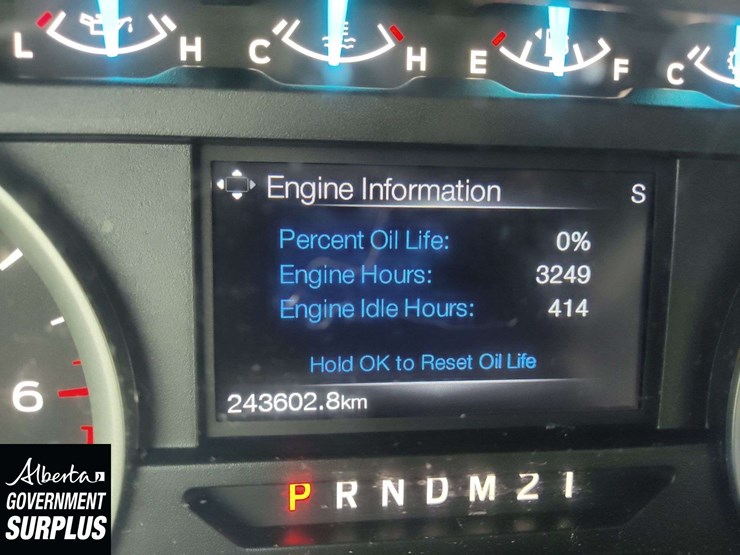 L H C H E F C
Engine Information S
Percent Oil Life: 0%
Engine Hours: 3249
Engine Idle Hours: 414
Hold OK to Reset Oil Life
243602.8km
6
P R N D M 2 1
Alberta
GOVERNMENT
SURPLUS